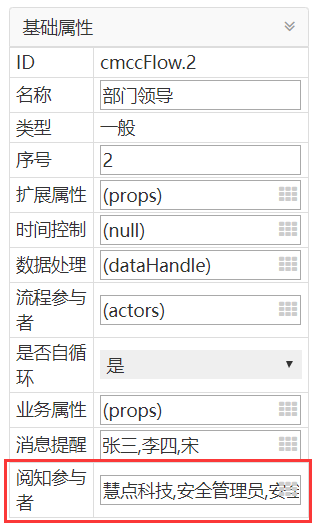 基础属性
ID cmccFlow.2
名称 部门领导
类型 一般
序号 2
扩展属性 (props)
时间控制 (null)
数据处理 (dataHandle)
流程参与
者 (actors)
是否自循
环 是
业务属性 (props)
消息提醒 张三,李四,宋
阅知参与
者 慧点科技,安全管理员,安全